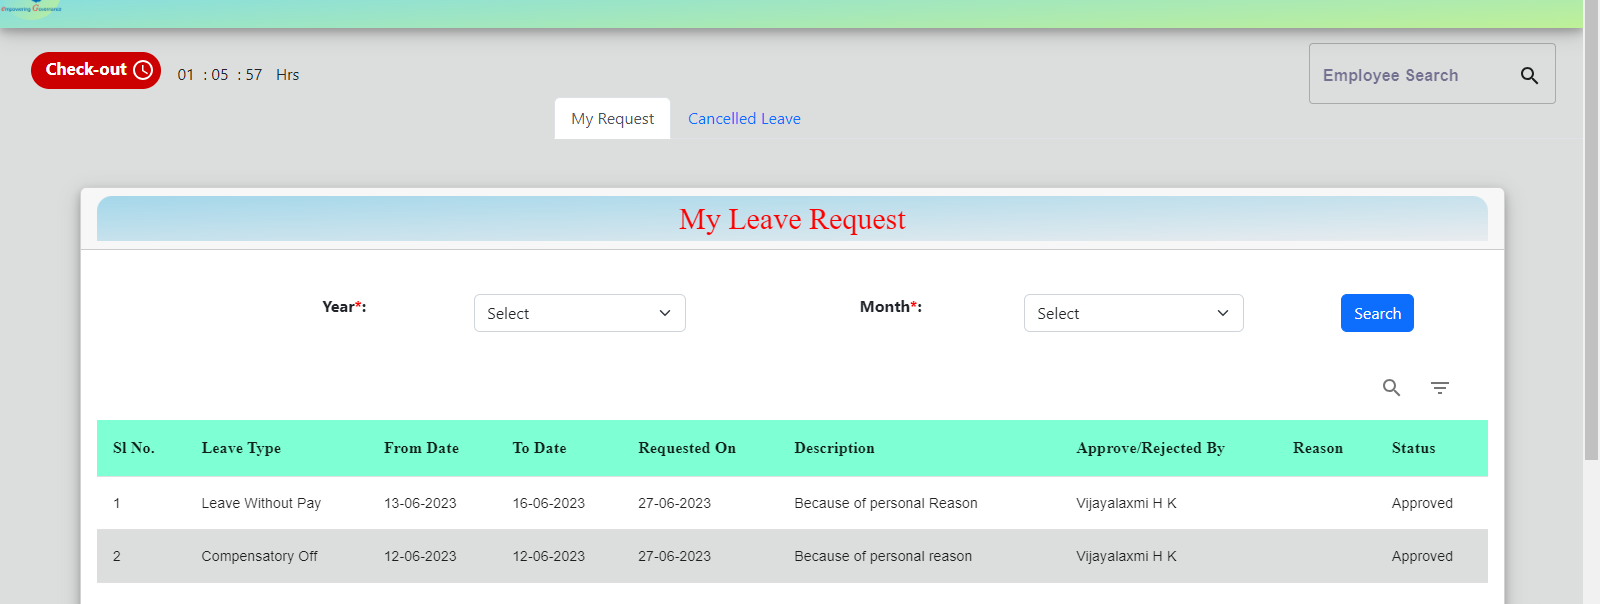 Empowering Governance
Check-out 01 : 05 : 57 Hrs
Employee Search
My Request Cancelled Leave
My Leave Request
Year*: Select Month*: Select Search
Sl No. Leave Type From Date To Date Requested On Description Approve/Rejected By Reason Status
1 Leave Without Pay 13-06-2023 16-06-2023 27-06-2023 Because of personal Reason Vijayalaxmi H K Approved
2 Compensatory Off 12-06-2023 12-06-2023 27-06-2023 Because of personal reason Vijayalaxmi H K Approved